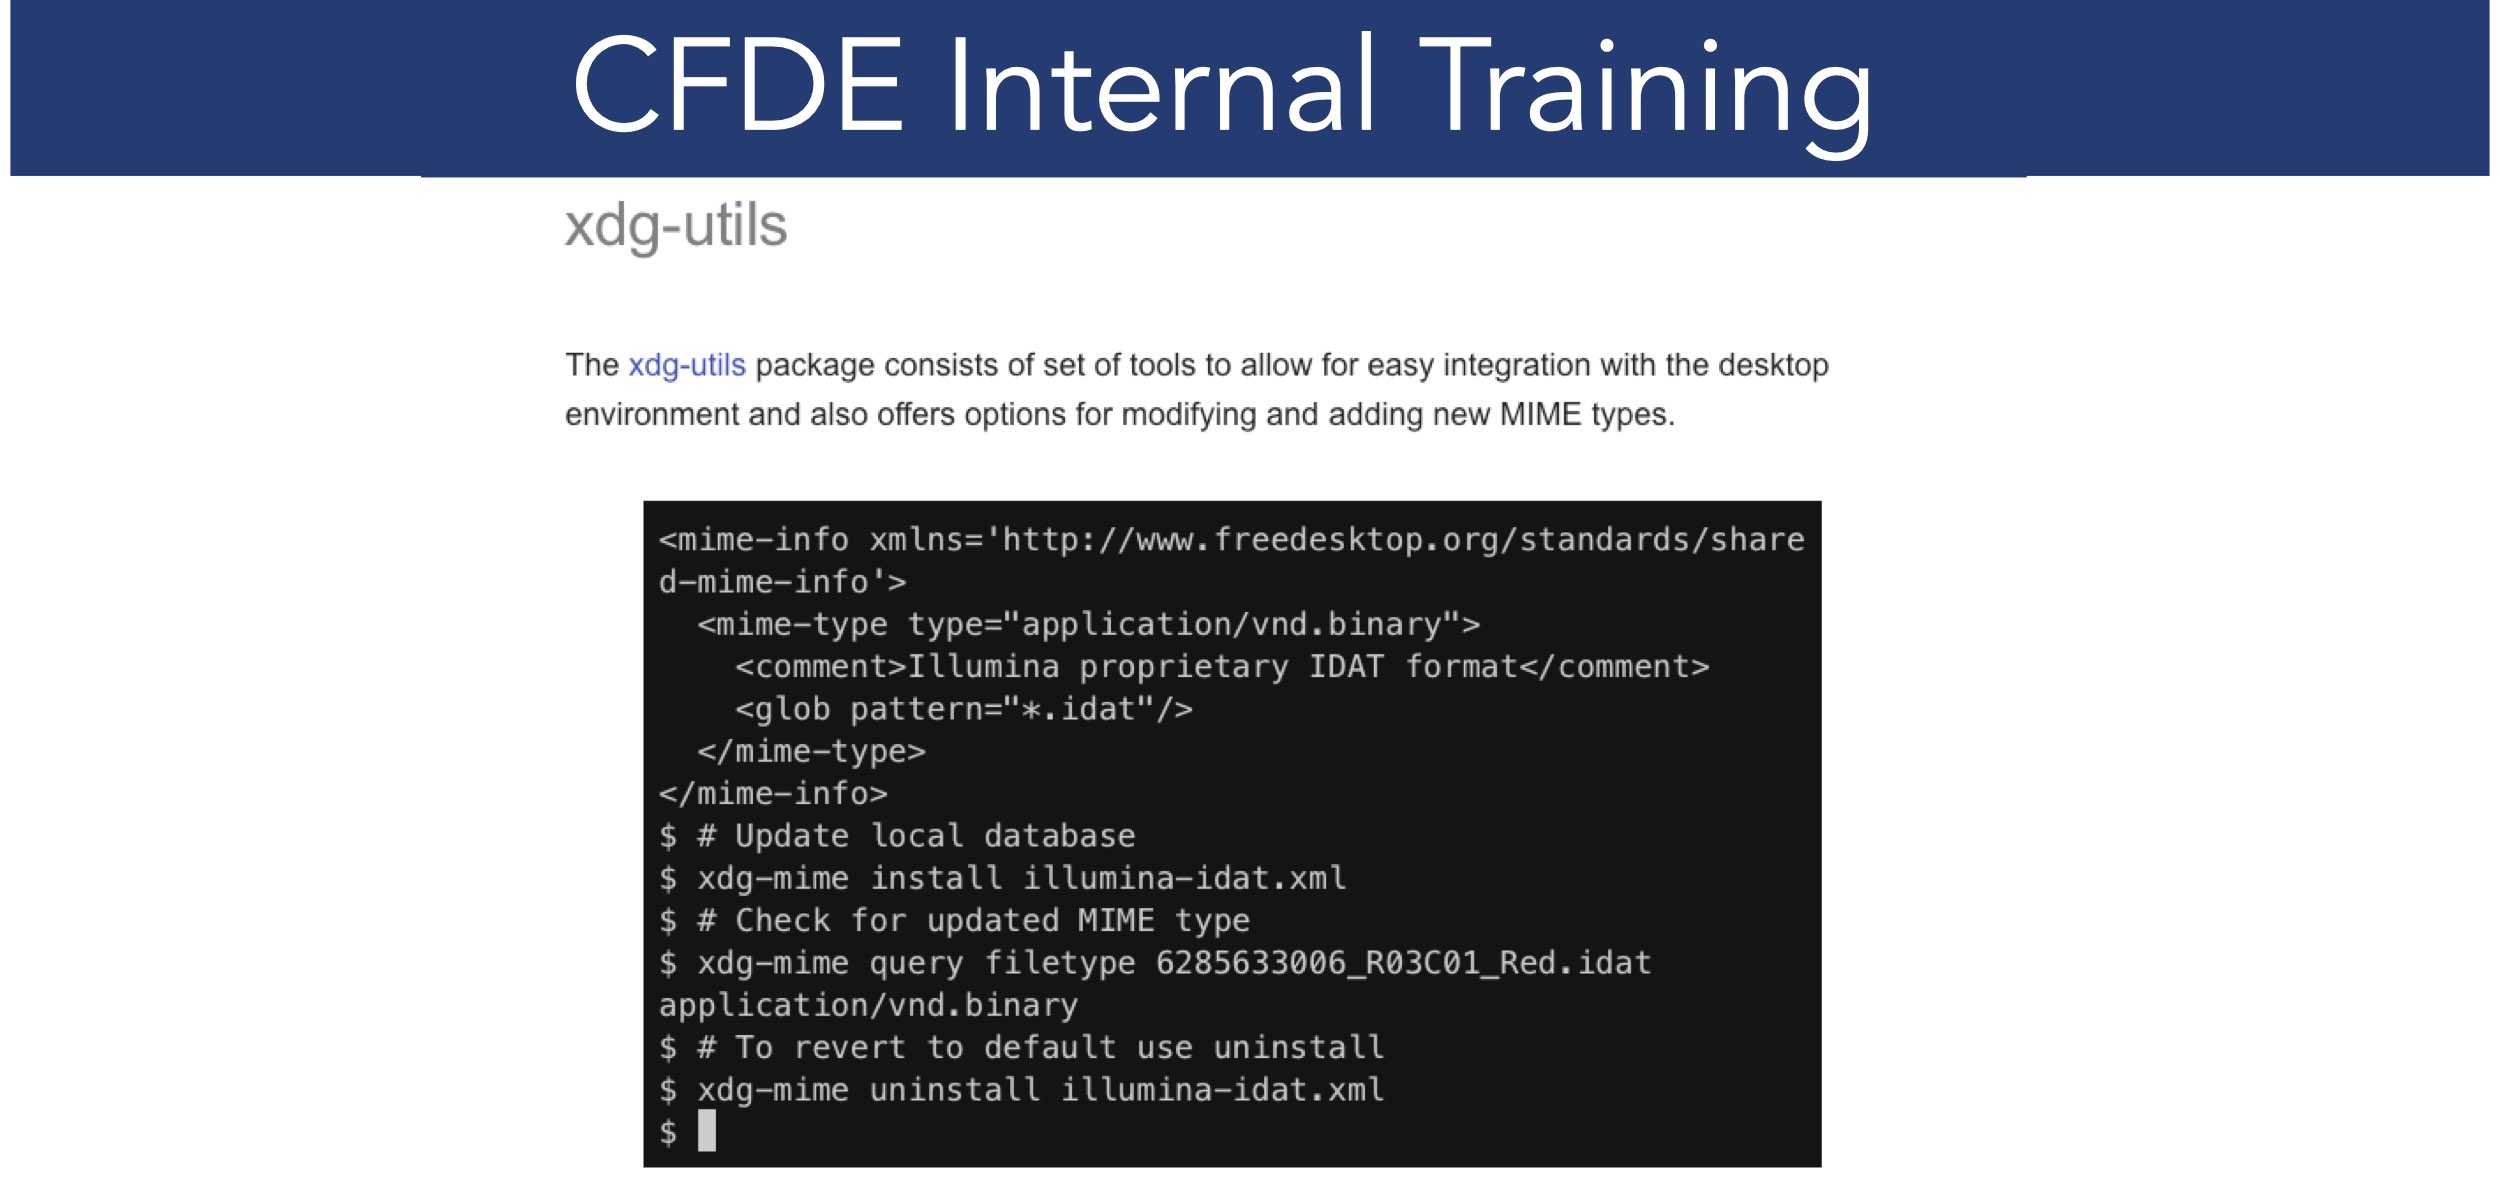 CFDE Internal Training
xdg-utils
The xdg-utils package consists of set of tools to allow for easy integration with the desktop
environment and also offers options for modifying and adding new MIME types.
<mime-info xmlns='http://www.freedesktop.org/standards/share
d-mime-info'>
  <mime-type type="application/vnd.binary">
    <comment>Illumina proprietary IDAT format</comment>
    <glob pattern="*.idat"/>
  </mime-type>
</mime-info>
$ # Update local database
$ xdg-mime install illumina-idat.xml
$ # Check for updated MIME type
$ xdg-mime query filetype 6285633006_R03C01_Red.idat
application/vnd.binary
$ # To revert to default use uninstall
$ xdg-mime uninstall illumina-idat.xml
$